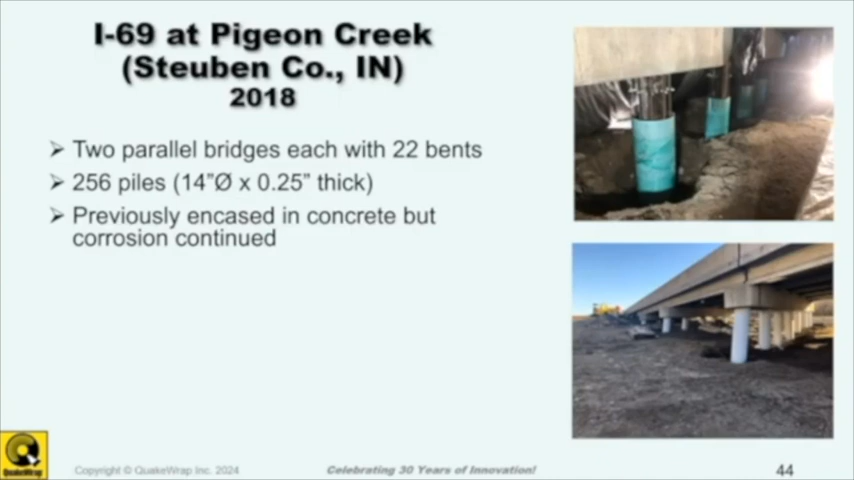 I-69 at Pigeon Creek
(Steuben Co., IN)
2018
➢ Two parallel bridges each with 22 bents
➢ 256 piles (14”Ø x 0.25” thick)
➢ Previously encased in concrete but
corrosion continued
QuakeWrap
Copyright © QuakeWrap Inc. 2024
Celebrating 30 Years of Innovation!
44